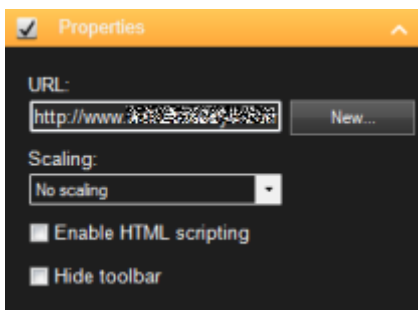 Properties
URL:
http://www.
New...
Scaling:
No scaling
Enable HTML scripting
Hide toolbar